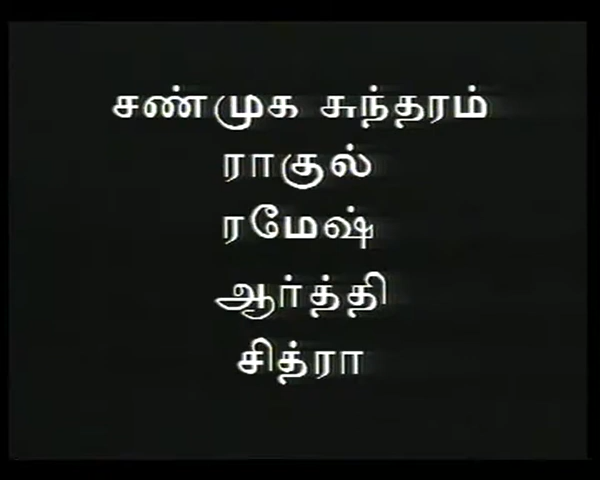 சண்முக சுந்தரம்
ராகுல்
ரமேஷ்
ஆர்த்தி
சித்ரா